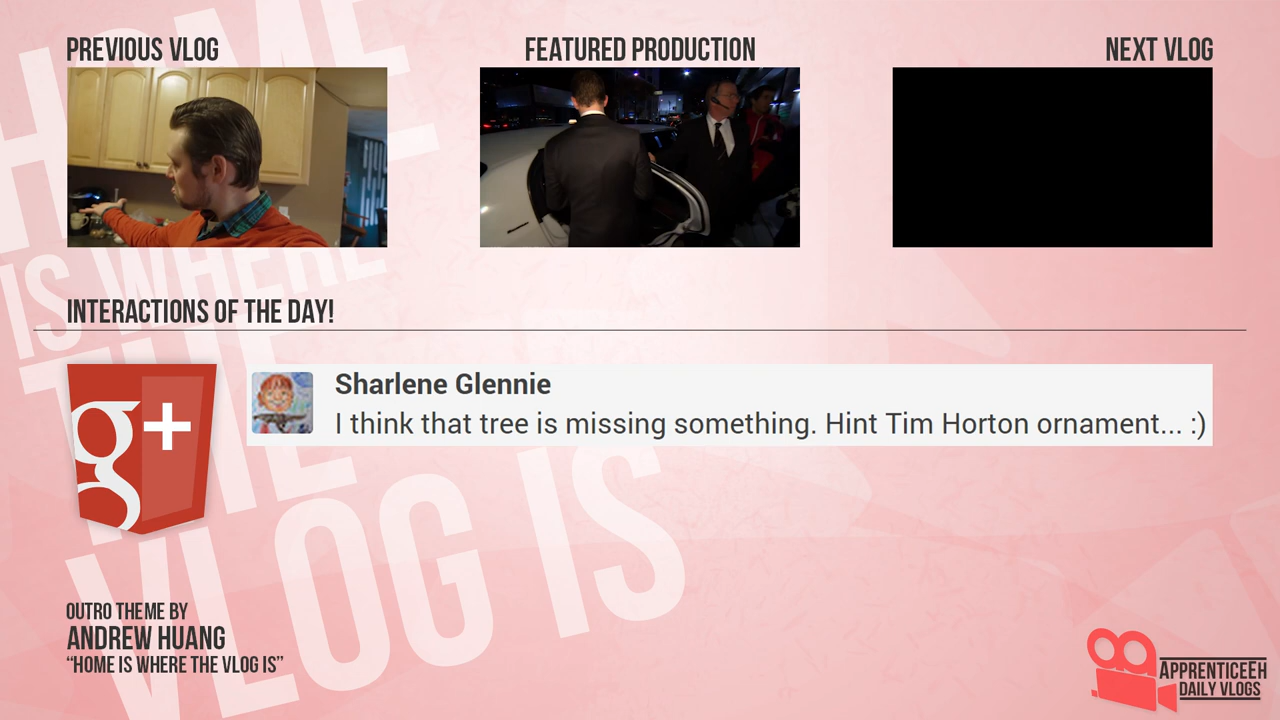 PREVIOUS VLOG
FEATURED PRODUCTION
NEXT VLOG
INTERACTIONS OF THE DAY!
g+
Sharlene Glennie
I think that tree is missing something. Hint Tim Horton ornament... :)
HOME
IS WHERE
THE
VLOG IS
OUTRO THEME BY
ANDREW HUANG
“HOME IS WHERE THE VLOG IS”
APPRENTICEEH
DAILY VLOGS